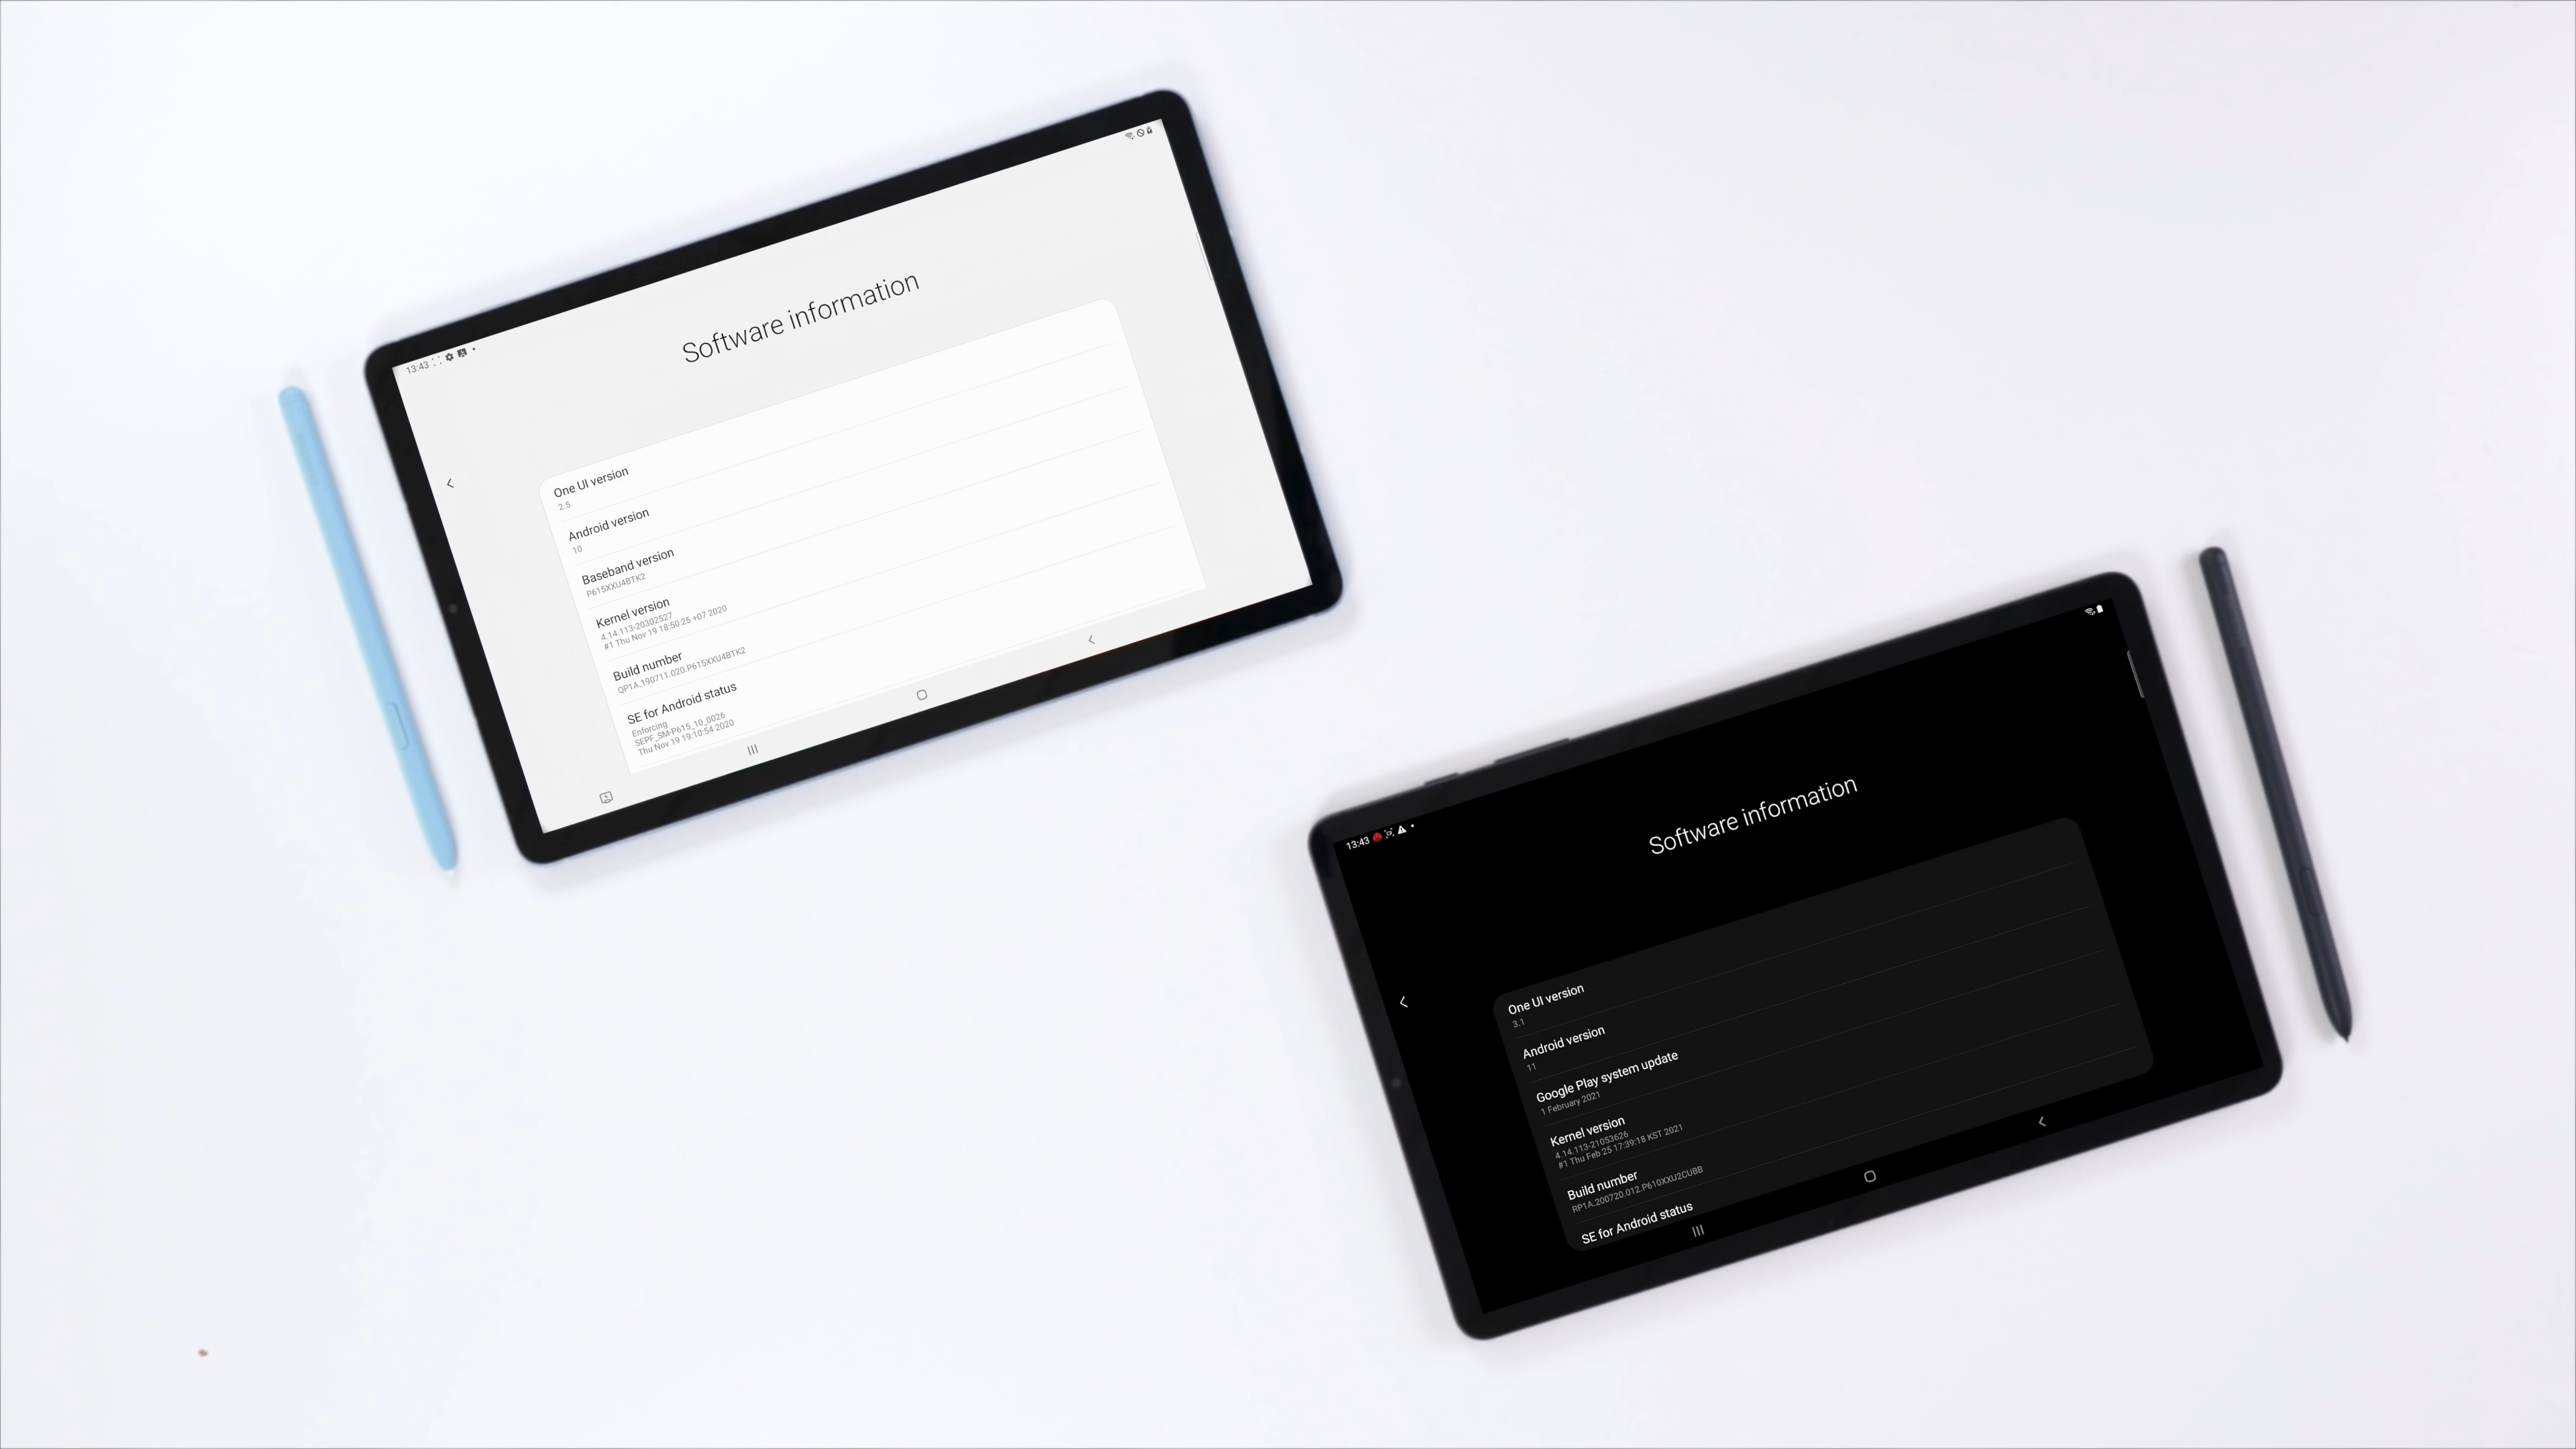 13:43
Software information
One UI version
2.5
Android version
10
Baseband version
P615XXU4BTK2
Kernel version
4.14.113-20302527
#1 Thu Nov 19 18:50:25 +07 2020
Build number
QP1A.190711.020.P615XXU4BTK2
SE for Android status
Enforcing
SEPF_SM-P615_10_0026
Thu Nov 19 19:10:54 2020
13:43
Software information
One UI version
3.1
Android version
11
Google Play system update
1 February 2021
Kernel version
4.14.113-21053626
#1 Thu Feb 25 17:39:18 KST 2021
Build number
RP1A.200720.012.P610XXU2CUBB
SE for Android status